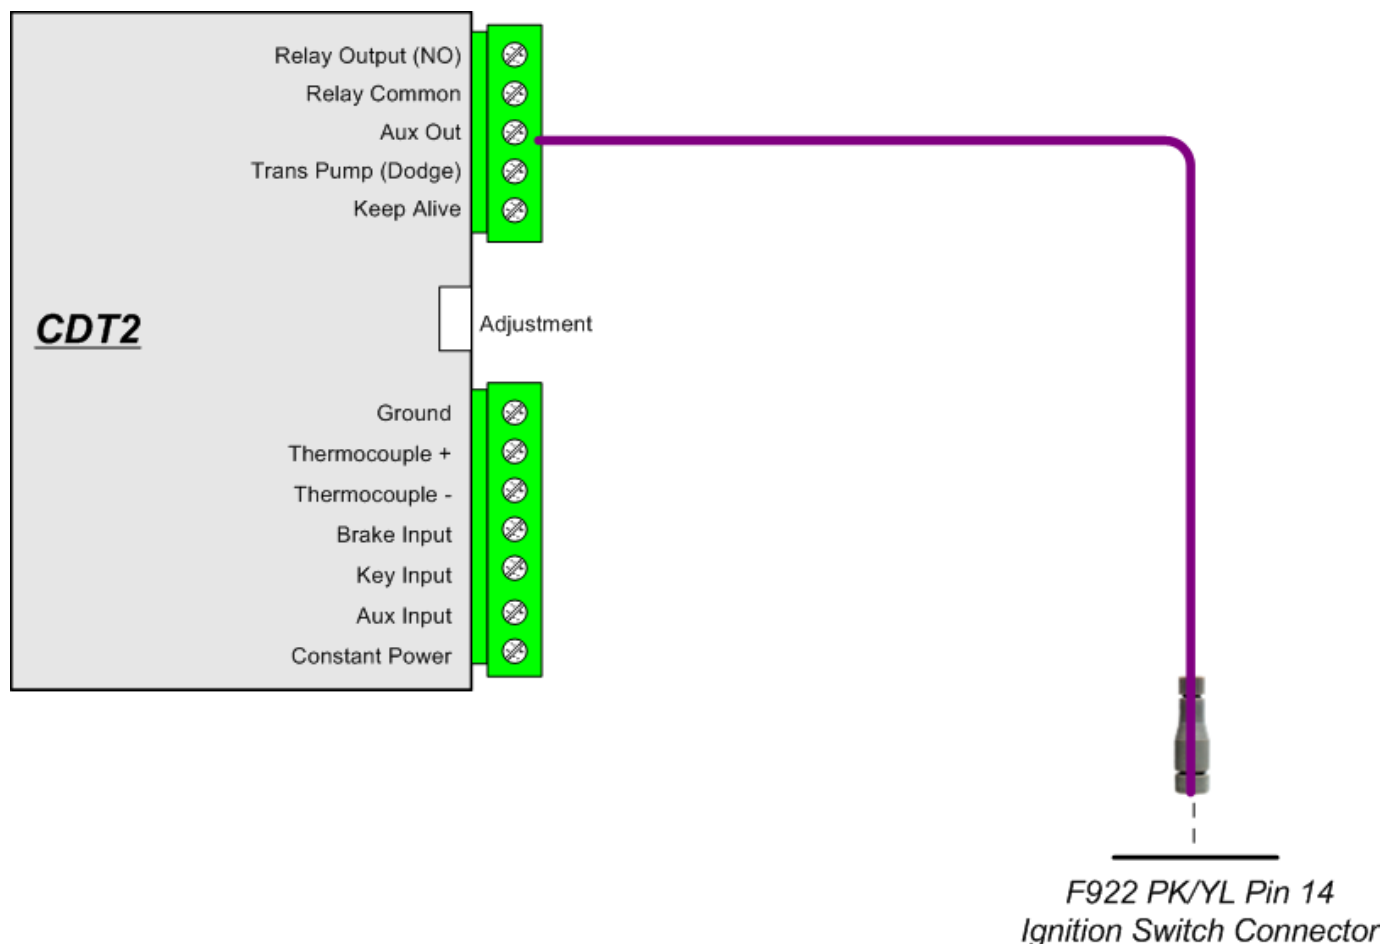 Relay Output (NO)
Relay Common
Aux Out
Trans Pump (Dodge)
Keep Alive
CDT2
Adjustment
Ground
Thermocouple +
Thermocouple -
Brake Input
Key Input
Aux Input
Constant Power
F922 PK/YL Pin 14
Ignition Switch Connector